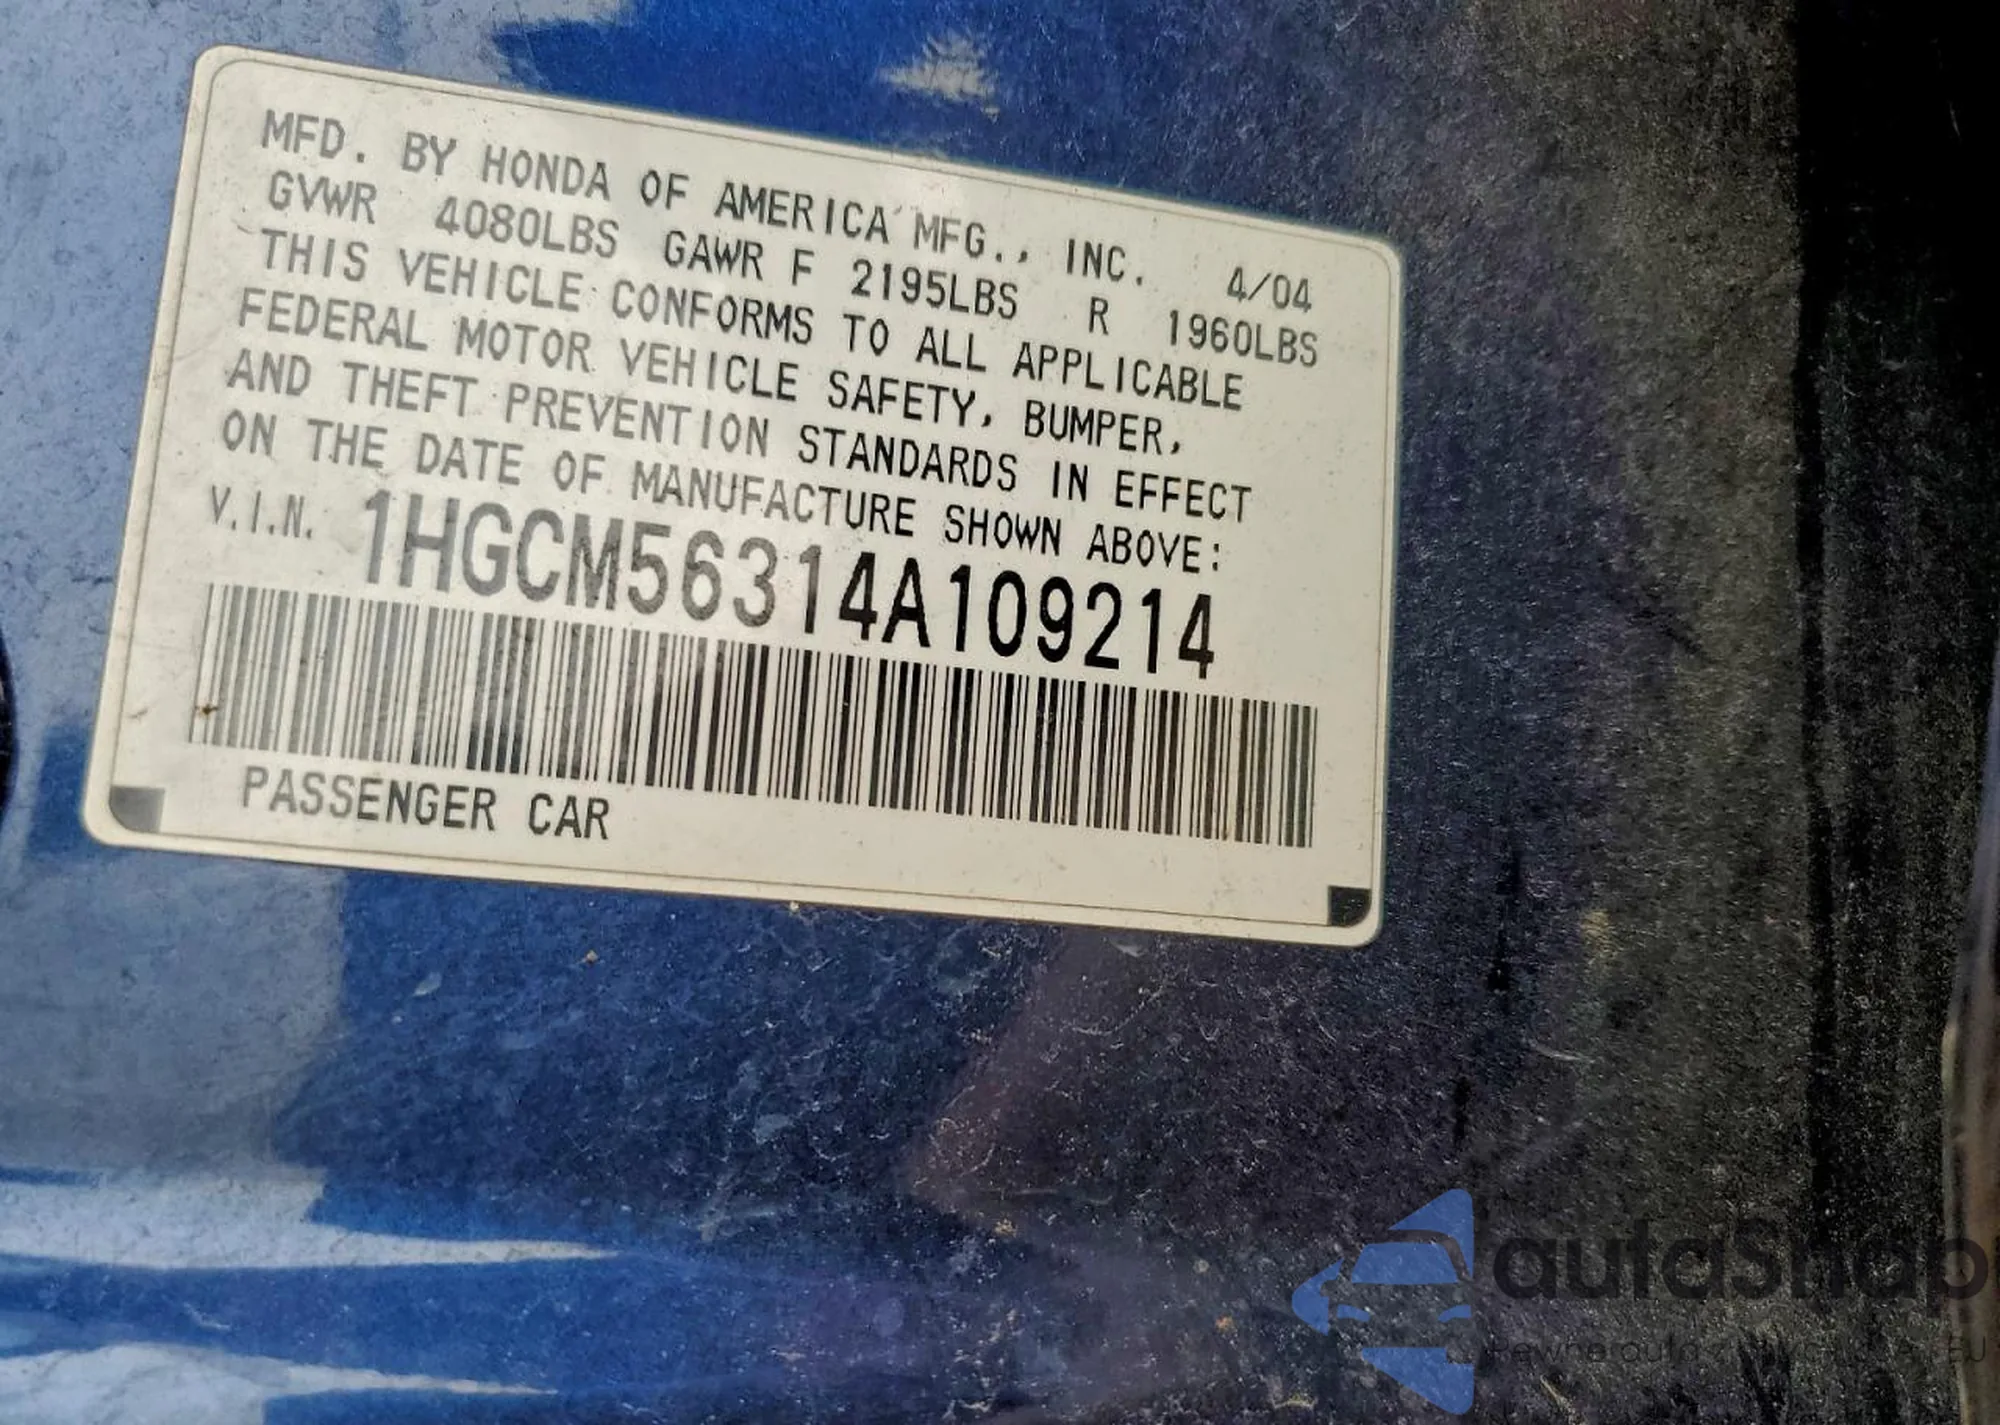 MFD. BY HONDA OF AMERICA MFG., INC. 4/04
GVWR 4080LBS GAWR F 2195LBS R 1960LBS
THIS VEHICLE CONFORMS TO ALL APPLICABLE
FEDERAL MOTOR VEHICLE SAFETY, BUMPER,
AND THEFT PREVENTION STANDARDS IN EFFECT
ON THE DATE OF MANUFACTURE SHOWN ABOVE:
V.I.N. 1HGCM56314A109214
PASSENGER CAR
autaSnap
EU